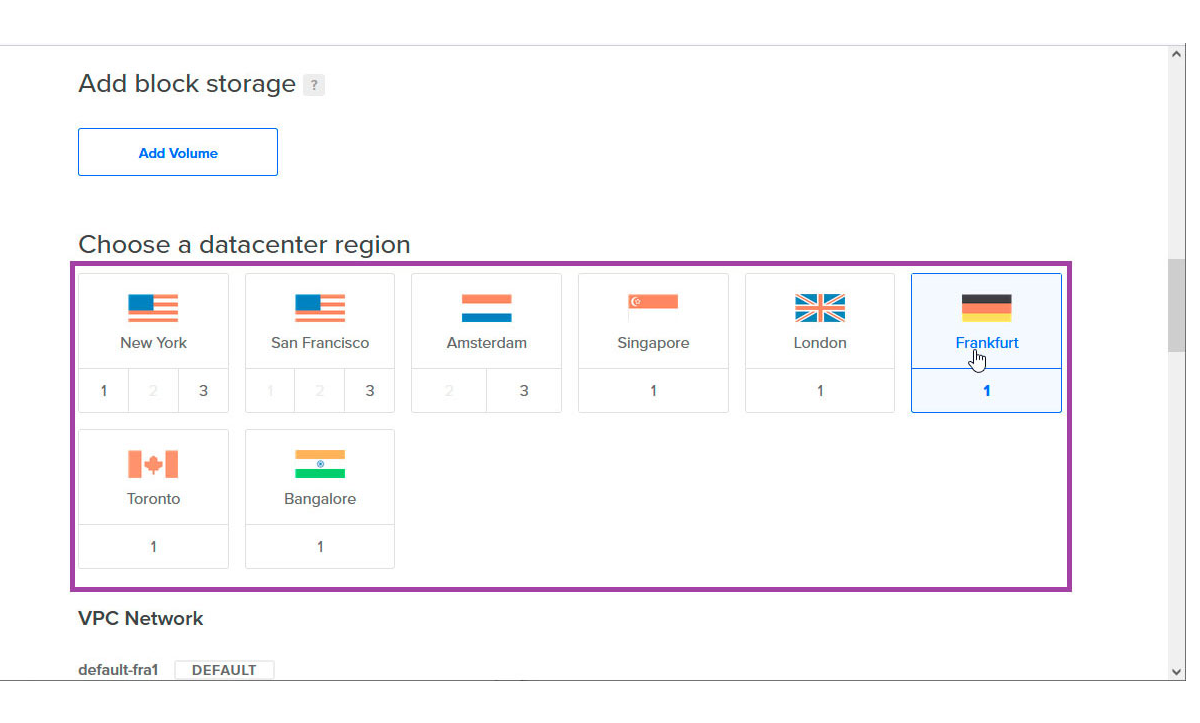 Add block storage ?
Add Volume
Choose a datacenter region
New York San Francisco Amsterdam Singapore London Frankfurt
1 2 3 1 2 3 2 3 1 1 1
Toronto Bangalore
1 1
VPC Network
default-fra1 DEFAULT